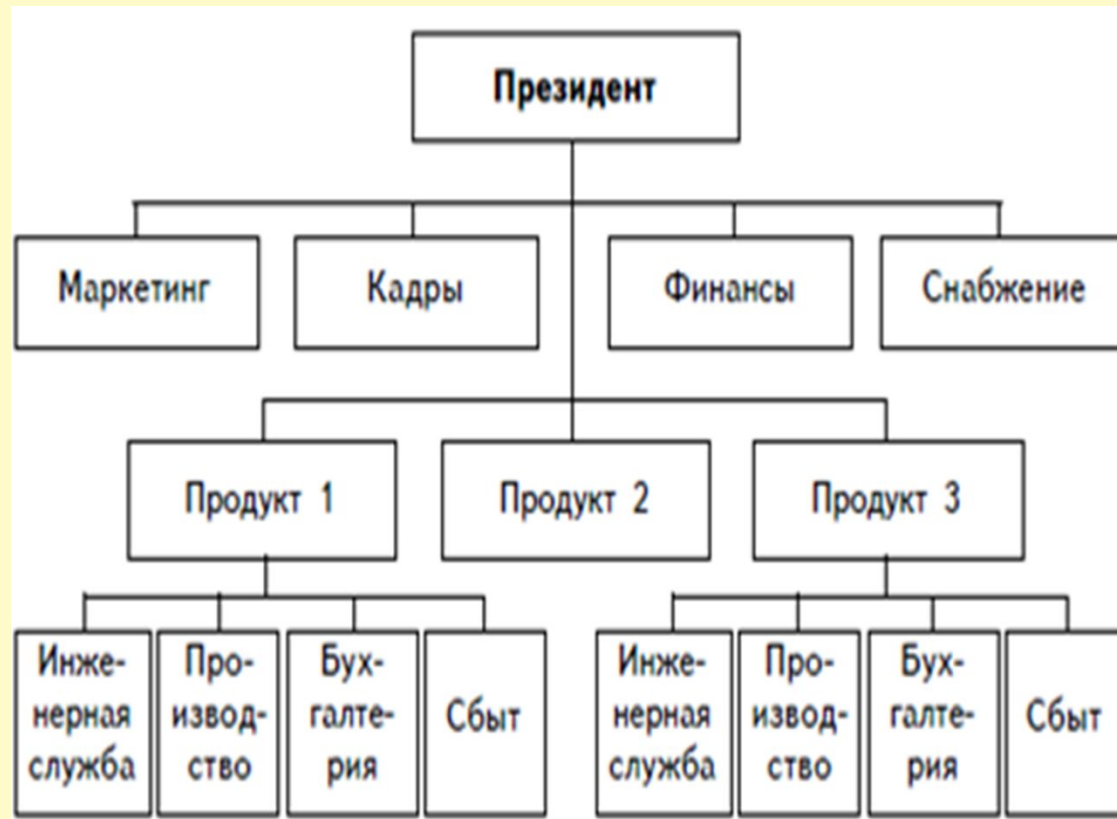 Президент
Маркетинг
Кадры
Финансы
Снабжение
Продукт 1
Продукт 2
Продукт 3
Инже-
нерная
служба
Про-
извод-
ство
Бух-
галте-
рия
Сбыт
Инже-
нерная
служба
Про-
извод-
ство
Бух-
галте-
рия
Сбыт